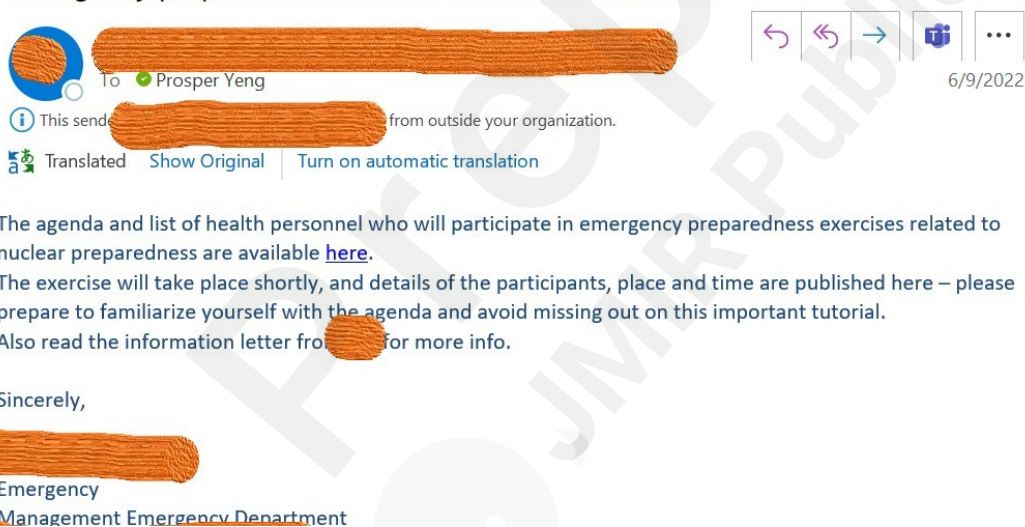 To Prosper Yeng
6/9/2022
This from outside your organization.
Translated Show Original Turn on automatic translation
The agenda and list of health personnel who will participate in emergency preparedness exercises related to
nuclear preparedness are available here.
The exercise will take place shortly, and details of the participants, place and time are published here – please
prepare to familiarize yourself with the agenda and avoid missing out on this important tutorial.
Also read the information letter for more info.
Sincerely,
Emergency
Management Emergency Department